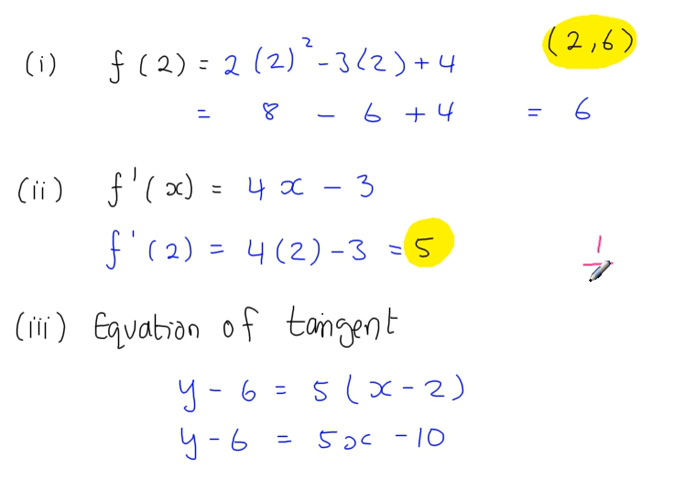 (i) f(2) = 2(2)² - 3(2) + 4 (2,6)
= 8 - 6 + 4 = 6
(ii) f'(x) = 4x - 3
f'(2) = 4(2) - 3 = 5
1/
(iii) Equation of tangent
y - 6 = 5(x - 2)
y - 6 = 5x - 10